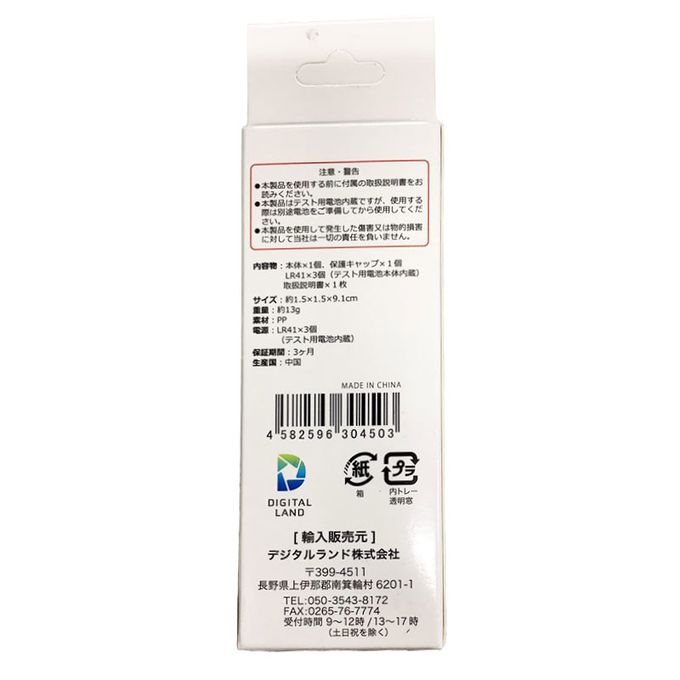 注意・警告
●本製品を使用する前に付属の取扱説明書をお
読みください。
●本製品はテスト用電池内蔵ですが、使用する
際は別途電池をご準備してから使用してくだ
さい。
●本製品を使用して発生した傷害又は物的損害
に対して当社は一切の責任を負いません。
内容物：本体×1個、保護キャップ×1個
LR41×3個（テスト用電池本体内蔵）
取扱説明書×1枚
サイズ：約1.5×1.5×9.1cm
重量：約13g
素材：PP
電源：LR41×3個
（テスト用電池内蔵）
保証期間：3ヶ月
生産国：中国
MADE IN CHINA
4 582596 304503
DIGITAL
LAND
紙
箱
プラ
内トレー
透明窓
[ 輸入販売元 ]
デジタルランド株式会社
〒399-4511
長野県上伊那郡南箕輪村 6201-1
TEL:050-3543-8172
FAX:0265-76-7774
受付時間 9～12時 / 13～17時
（土日祝を除く）